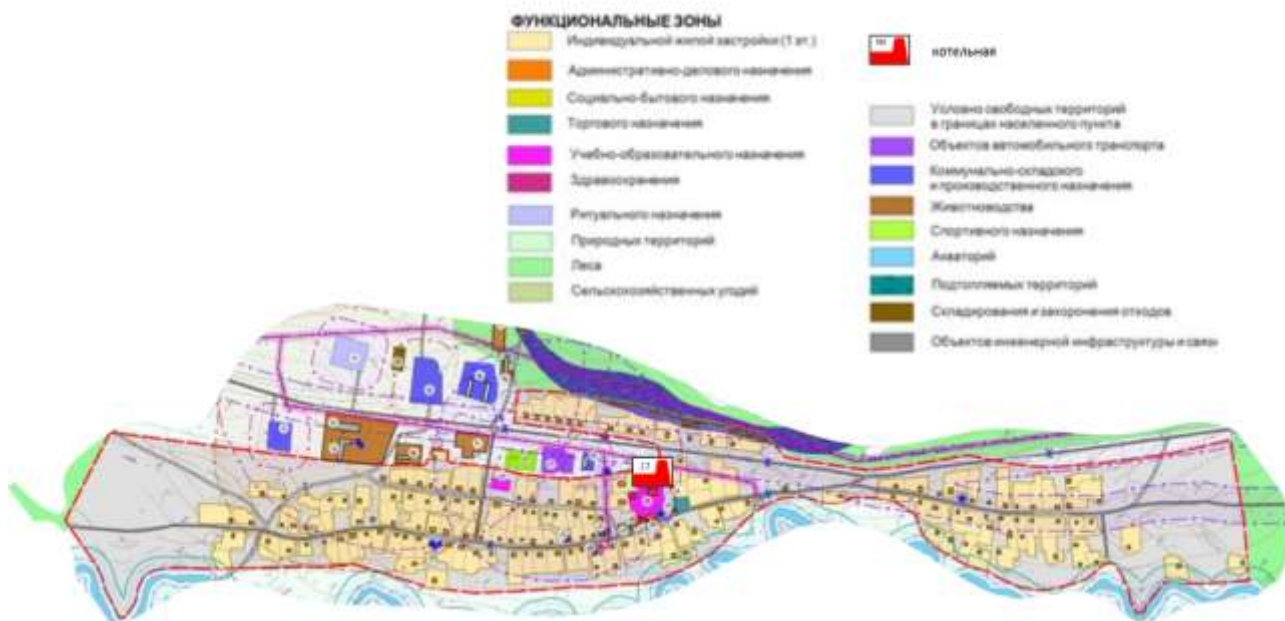 ФУНКЦИОНАЛЬНЫЕ ЗОНЫ
Индивидуальной жилой застройки (1 эт.)
Административно-делового назначения
Социально-бытового назначения
Торгового назначения
Учебно-образовательного назначения
Здравоохранения
Ритуального назначения
Природных территорий
Леса
Сельскохозяйственных угодий
котельная
Условно свободных территорий
в границах населенного пункта
Объектов автомобильного транспорта
Коммунально-складского
и производственного назначения
Животноводства
Спортивного назначения
Акваторий
Подтопляемых территорий
Складирования и захоронения отходов
Объектов инженерной инфраструктуры и связи
17